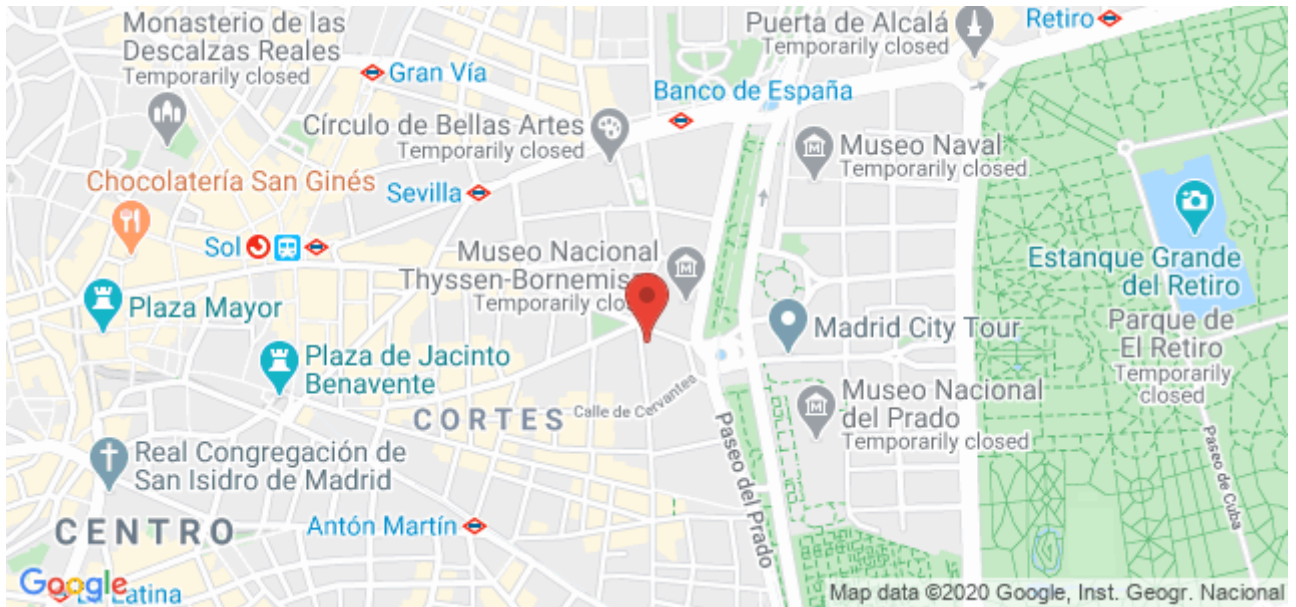 Monasterio de las
Descalzas Reales
Temporarily closed
Gran Vía
Puerta de Alcalá
Temporarily closed
Retiro
Banco de España
Círculo de Bellas Artes
Temporarily closed
Museo Naval
Temporarily closed
Chocolatería San Ginés
Sevilla
Sol
Museo Nacional
Thyssen-Bornemis
Temporarily clos
Estanque Grande
del Retiro
Plaza Mayor
Madrid City Tour
Parque de
El Retiro
Temporarily
closed
Plaza de Jacinto
Benavente
CORTES
Calle de Cervantes
Museo Nacional
del Prado
Temporarily closed
Paseo del Prado
Paseo de Cuba
Real Congregación de
San Isidro de Madrid
Antón Martín
CENTRO
Google
La Latina
Map data ©2020 Google, Inst. Geogr. Nacional